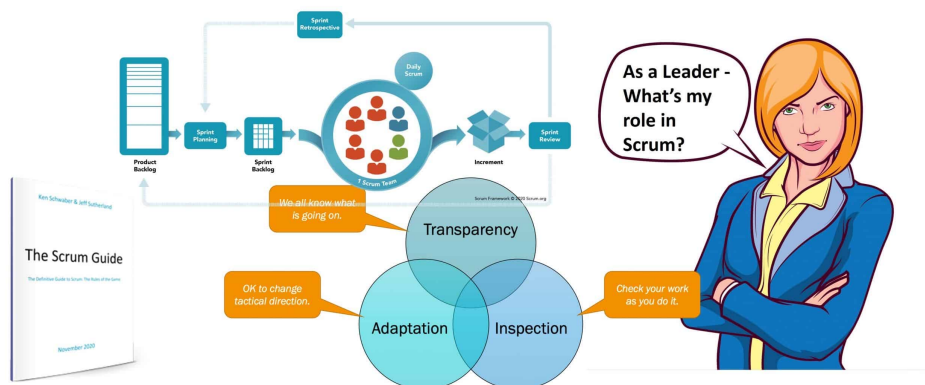 Sprint
Retrospective
Daily
Scrum
Sprint
Planning
Sprint
Review
Product
Backlog
Sprint
Backlog
1 Scrum Team
Increment
Scrum Framework © 2020 Scrum.org
As a Leader -
What's my
role in
Scrum?
Ken Schwaber & Jeff Sutherland
The Scrum Guide
The Definitive Guide to Scrum: The Rules of the Game
November 2020
We all know what
is going on.
Transparency
OK to change
tactical direction.
Adaptation
Inspection
Check your work
as you do it.